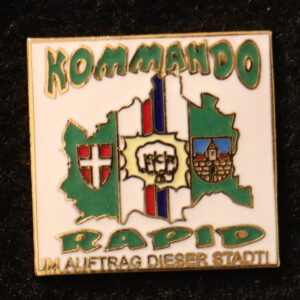 KOMMANDO
RAPID
IM AUFTRAG DIESER STADT!